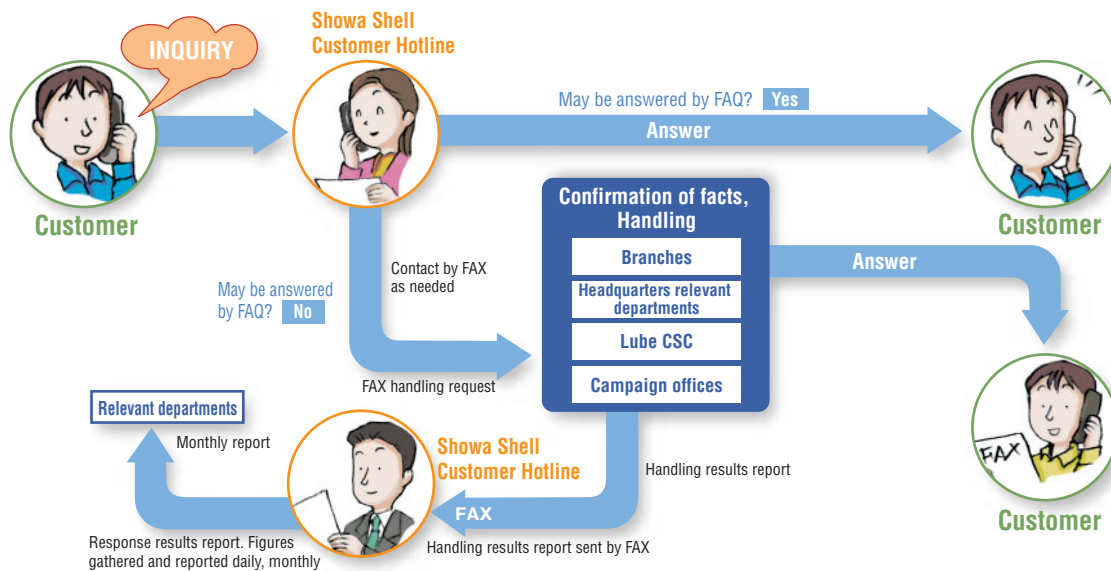 INQUIRY
Showa Shell
Customer Hotline
Customer
May be answered by FAQ? Yes
Answer
Customer
May be answered
by FAQ? No
Contact by FAX
as needed
FAX handling request
Confirmation of facts,
Handling
Branches
Headquarters relevant
departments
Lube CSC
Campaign offices
Answer
FAX
Customer
Handling results report
Showa Shell
Customer Hotline
FAX
Handling results report sent by FAX
Relevant departments
Monthly report
Response results report. Figures
gathered and reported daily, monthly